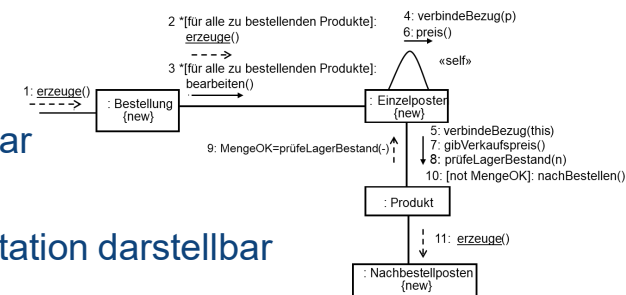 2 *[für alle zu bestellenden Produkte]:
erzeuge()
3 *[für alle zu bestellenden Produkte]:
bearbeiten()
4: verbindeBezug(p)
6: preis()
«self»
1: erzeuge()
: Bestellung
{new}
: Einzelposten
{new}
ar
9: MengeOK=prüfeLagerBestand(-)
5: verbindeBezug(this)
7: gibVerkaufspreis()
8: prüfeLagerBestand(n)
10: [not MengeOK]: nachBestellen()
: Produkt
tation darstellbar
11: erzeuge()
: Nachbestellposten
{new}